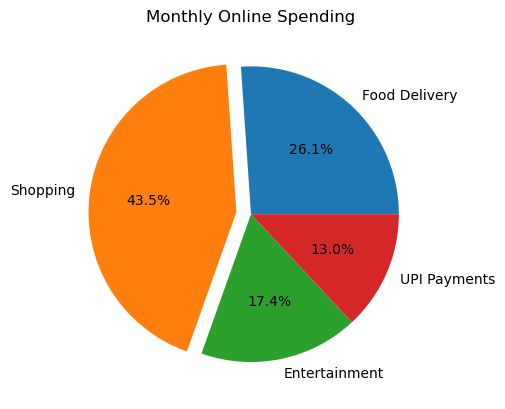 Monthly Online Spending
Food Delivery
26.1%
Shopping
43.5%
13.0%
UPI Payments
17.4%
Entertainment